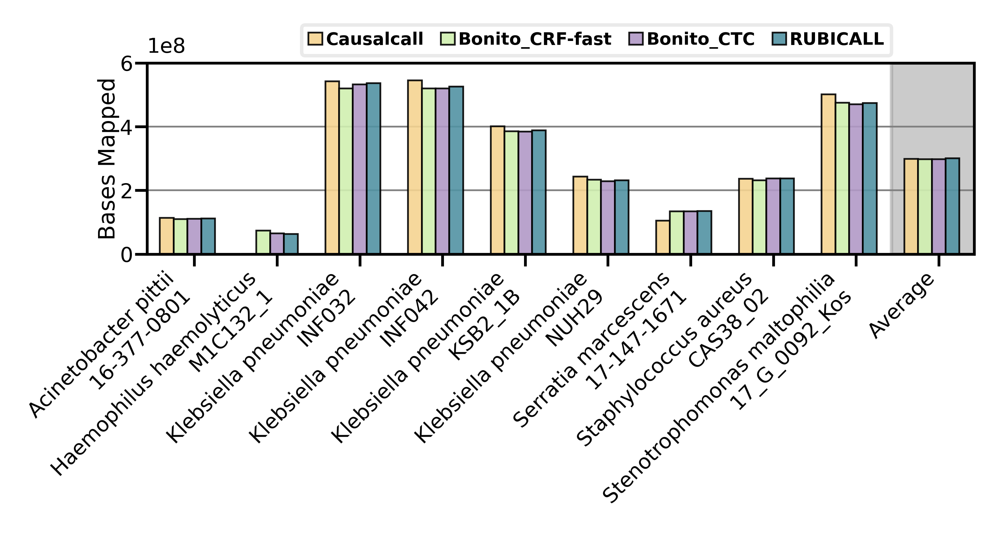 Causalcall Bonito_CRF-fast Bonito_CTC RUBICALL
1e8
Bases Mapped
6
4
2
0
Acinetobacter pittii
16-377-0801
Haemophilus haemolyticus
M1C132_1
Klebsiella pneumoniae
INF032
Klebsiella pneumoniae
INF042
Klebsiella pneumoniae
KSB2_1B
Klebsiella pneumoniae
NUH29
Serratia marcescens
17-147-1671
Staphylococcus aureus
CAS38_02
Stenotrophomonas maltophilia
17_G_0092_Kos
Average